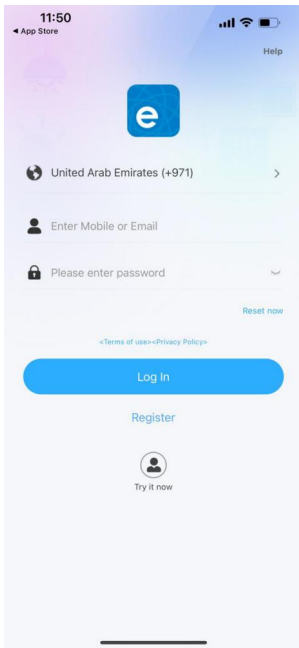 11:50
◀ App Store
Help
e
United Arab Emirates (+971)
Enter Mobile or Email
Please enter password
Reset now
<Terms of use><Privacy Policy>
Log In
Register
Try it now